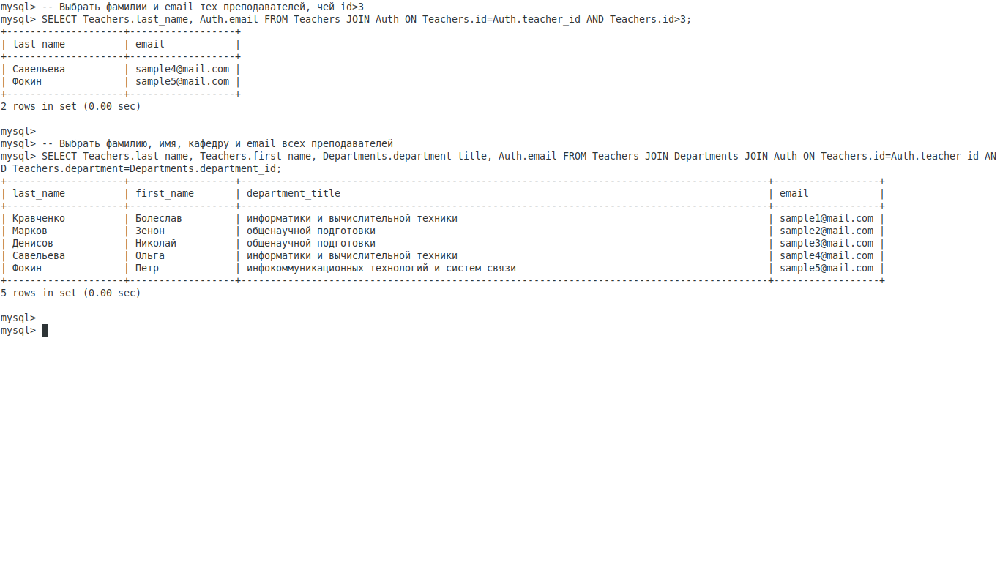 mysql> -- Выбрать фамилии и email тех преподавателей, чей id>3
mysql> SELECT Teachers.last_name, Auth.email FROM Teachers JOIN Auth ON Teachers.id=Auth.teacher_id AND Teachers.id>3;
+--------------------+------------------+
| last_name          | email            |
+--------------------+------------------+
| Савельева          | sample4@mail.com |
| Фокин              | sample5@mail.com |
+--------------------+------------------+
2 rows in set (0.00 sec)
mysql>
mysql> -- Выбрать фамилию, имя, кафедру и email всех преподавателей
mysql> SELECT Teachers.last_name, Teachers.first_name, Departments.department_title, Auth.email FROM Teachers JOIN Departments JOIN Auth ON Teachers.id=Auth.teacher_id AN
D Teachers.department=Departments.department_id;
+--------------------+------------------+------------------------------------------------------------------------------------------+------------------+
| last_name          | first_name       | department_title                                                                         | email            |
+--------------------+------------------+------------------------------------------------------------------------------------------+------------------+
| Кравченко          | Болеслав         | информатики и вычислительной техники                                                     | sample1@mail.com |
| Марков             | Зенон            | общенаучной подготовки                                                                   | sample2@mail.com |
| Денисов            | Николай          | общенаучной подготовки                                                                   | sample3@mail.com |
| Савельева          | Ольга            | информатики и вычислительной техники                                                     | sample4@mail.com |
| Фокин              | Петр             | инфокоммуникационных технологий и систем связи                                           | sample5@mail.com |
+--------------------+------------------+------------------------------------------------------------------------------------------+------------------+
5 rows in set (0.00 sec)
mysql>
mysql>